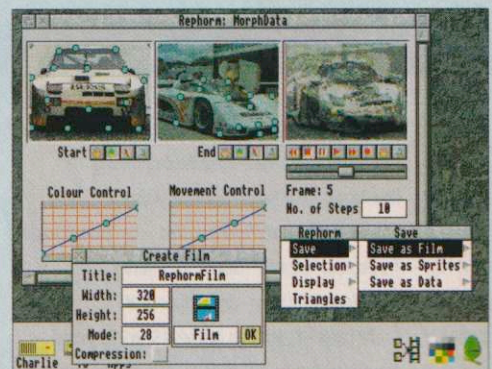 Rephorm: MorphData
Start
End
Colour Control
Movement Control
Frame: 5
No. of Steps 10
Rephorm
Save
Selection
Display
Triangles
Save
Save as Film
Save as Sprites
Save as Data
Create Film
Title: RephormFilm
Width: 320
Height: 256
Mode: 28
Film
OK
Compression:
Charlie
Apps